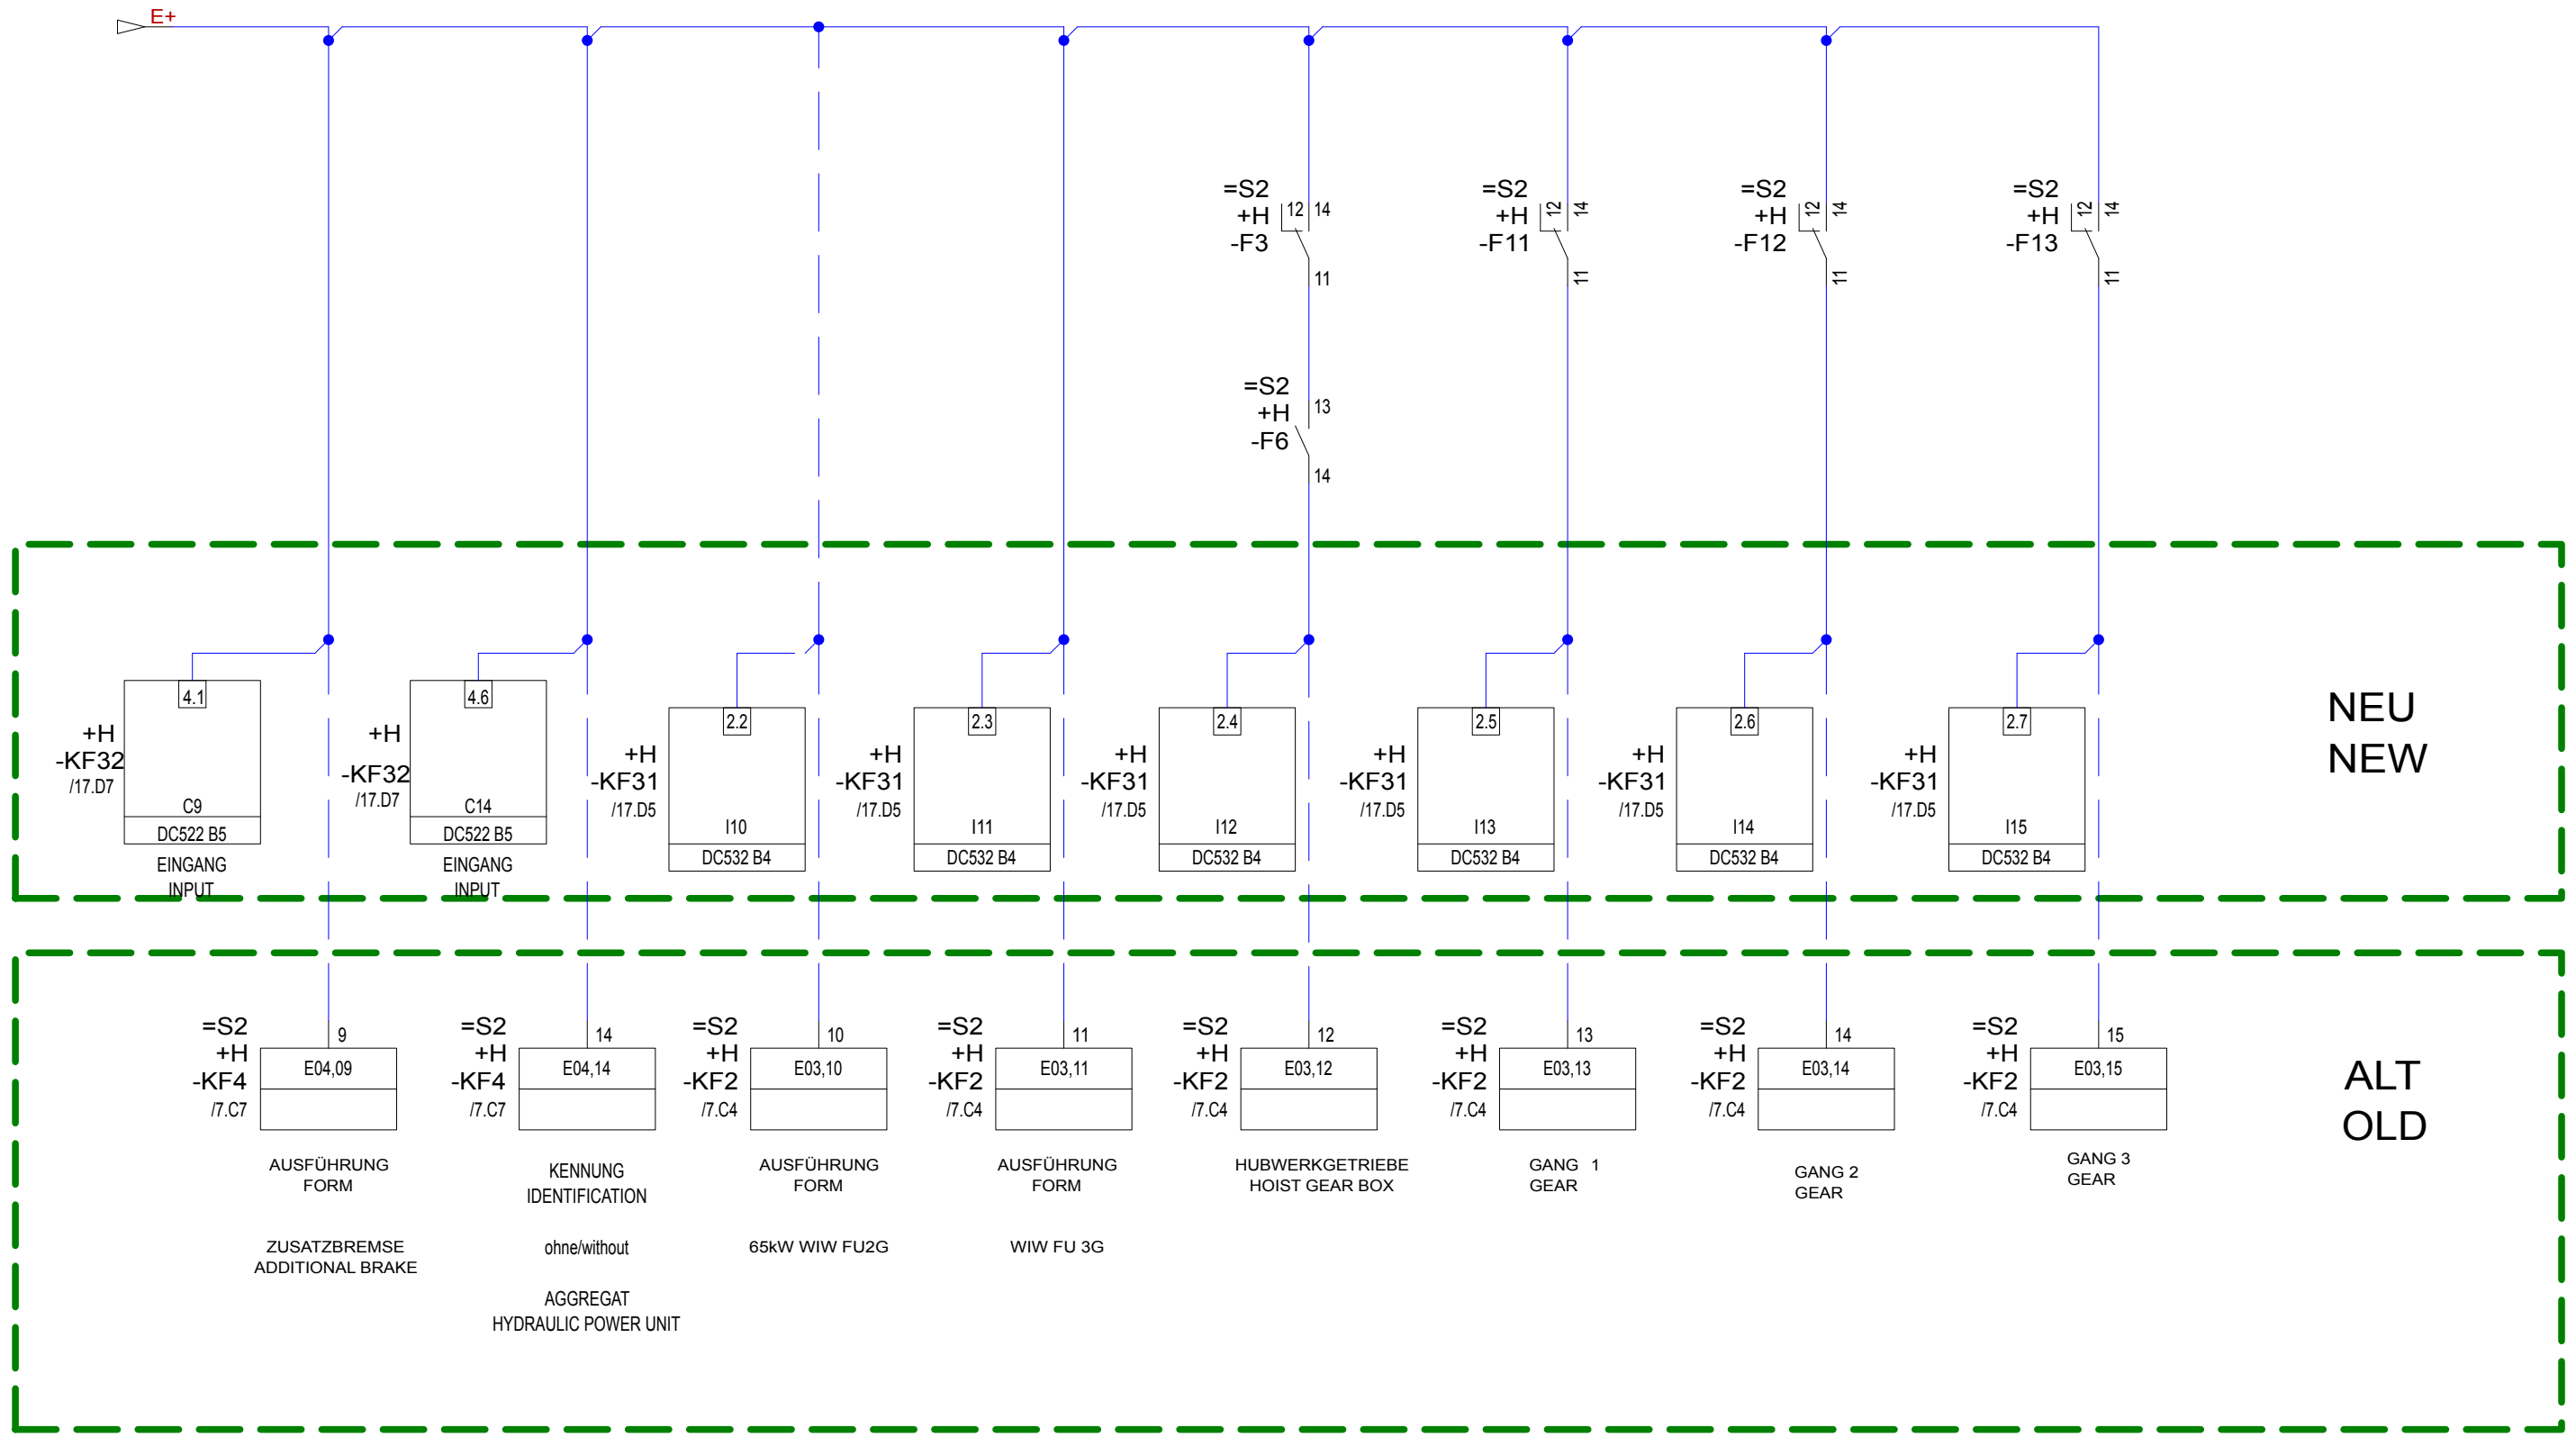 E+
=S2
+H
-F3
12
14
11
=S2
+H
-F11
12
14
11
=S2
+H
-F12
12
14
11
=S2
+H
-F13
12
14
11
=S2
+H
-F6
13
14
+H
-KF32
/17.D7
4.1
C9
DC522 B5
EINGANG
INPUT
+H
-KF32
/17.D7
4.6
C14
DC522 B5
EINGANG
INPUT
+H
-KF31
/17.D5
2.2
I10
DC532 B4
+H
-KF31
/17.D5
2.3
I11
DC532 B4
+H
-KF31
/17.D5
2.4
I12
DC532 B4
+H
-KF31
/17.D5
2.5
I13
DC532 B4
+H
-KF31
/17.D5
2.6
I14
DC532 B4
+H
-KF31
/17.D5
2.7
I15
DC532 B4
NEU
NEW
=S2
+H
-KF4
/7.C7
9
E04,09
AUSFÜHRUNG
FORM
ZUSATZBREMSE
ADDITIONAL BRAKE
=S2
+H
-KF4
/7.C7
14
E04,14
KENNUNG
IDENTIFICATION
ohne/without
AGGREGAT
HYDRAULIC POWER UNIT
=S2
+H
-KF2
/7.C4
10
E03,10
AUSFÜHRUNG
FORM
65kW WIW FU2G
=S2
+H
-KF2
/7.C4
11
E03,11
AUSFÜHRUNG
FORM
WIW FU 3G
=S2
+H
-KF2
/7.C4
12
E03,12
HUBWERKGETRIEBE
HOIST GEAR BOX
=S2
+H
-KF2
/7.C4
13
E03,13
GANG 1
GEAR
=S2
+H
-KF2
/7.C4
14
E03,14
GANG 2
GEAR
=S2
+H
-KF2
/7.C4
15
E03,15
GANG 3
GEAR
ALT
OLD